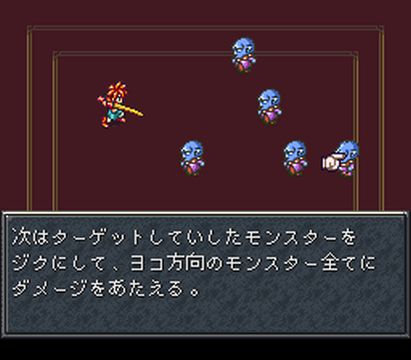 次はターゲットしていしたモンスターを
ジクにして、ヨコ方向のモンスター全てに
ダメージをあたえる。